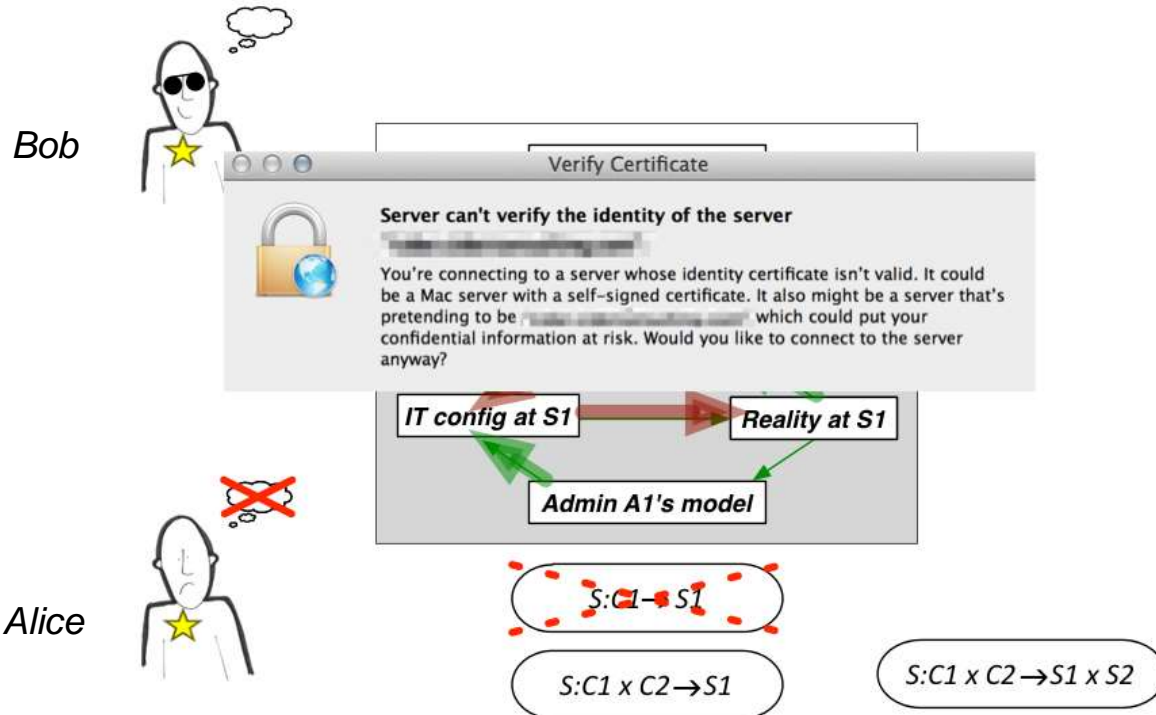 Bob
Verify Certificate
Server can't verify the identity of the server
You're connecting to a server whose identity certificate isn't valid. It could
be a Mac server with a self-signed certificate. It also might be a server that's
pretending to be which could put your
confidential information at risk. Would you like to connect to the server
anyway?
IT config at S1
Reality at S1
Admin A1's model
Alice
S:C1→ S1
S:C1 x C2→S1
S:C1 x C2→S1 x S2